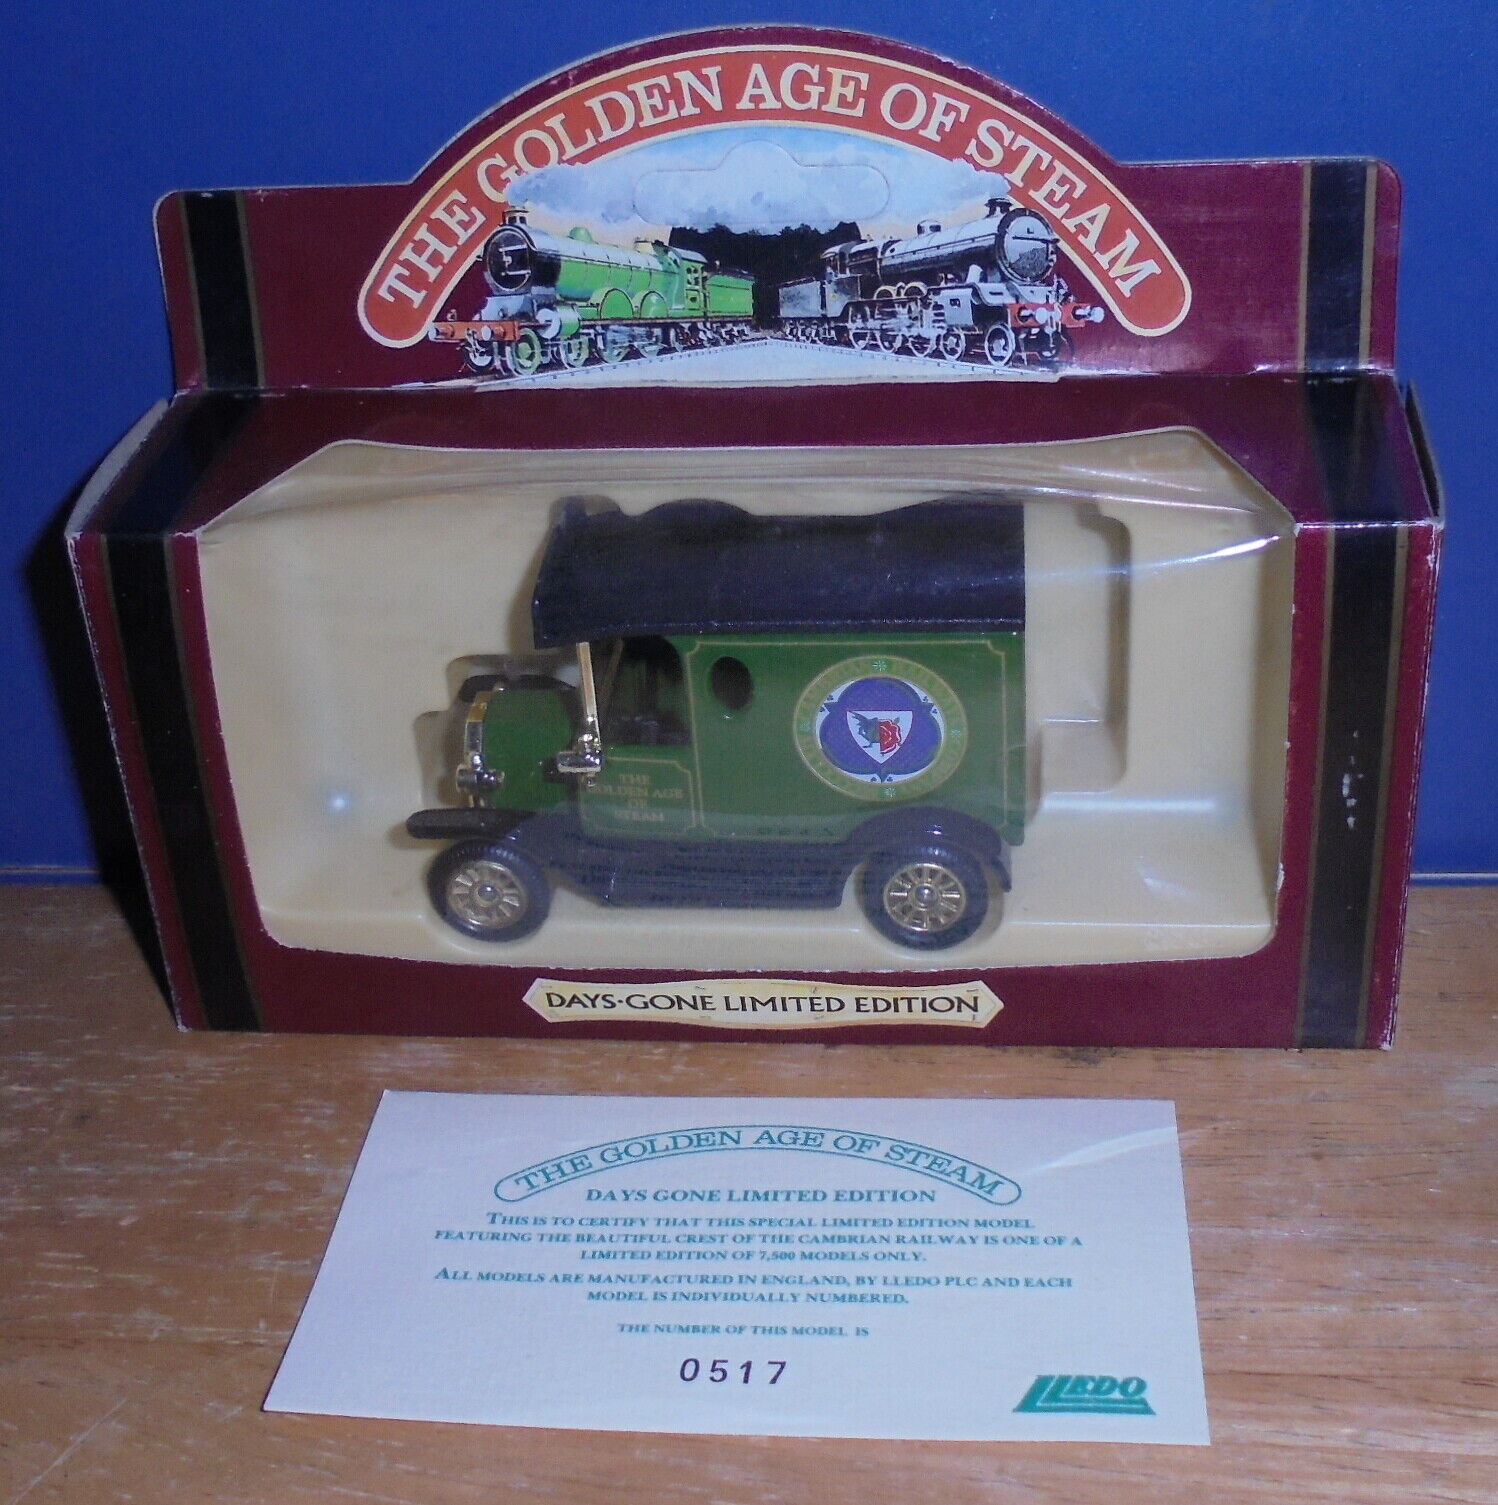 THE GOLDEN AGE OF STEAM
THE
GOLDEN AGE
OF
STEAM
DAYS·GONE LIMITED EDITION
THE GOLDEN AGE OF STEAM
DAYS GONE LIMITED EDITION
THIS IS TO CERTIFY THAT THIS SPECIAL LIMITED EDITION MODEL
FEATURING THE BEAUTIFUL CREST OF THE CAMBRIAN RAILWAY IS ONE OF A
LIMITED EDITION OF 7,500 MODELS ONLY.
ALL MODELS ARE MANUFACTURED IN ENGLAND, BY LLEDO PLC AND EACH
MODEL IS INDIVIDUALLY NUMBERED.
THE NUMBER OF THIS MODEL IS
0517
LLEDO